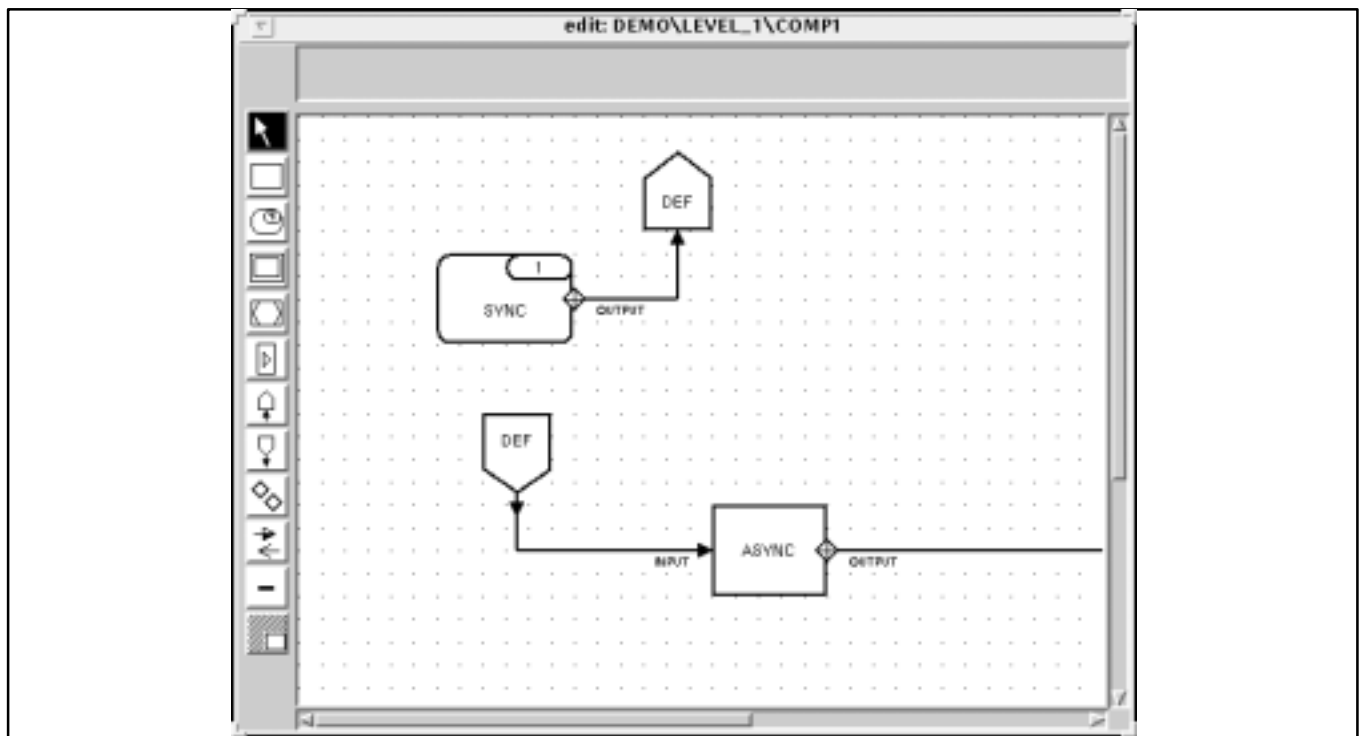 edit: DEMO\LEVEL_1\COMP1
DEF
1
SYNC
OUTPUT
DEF
INPUT
ASYNC
OUTPUT